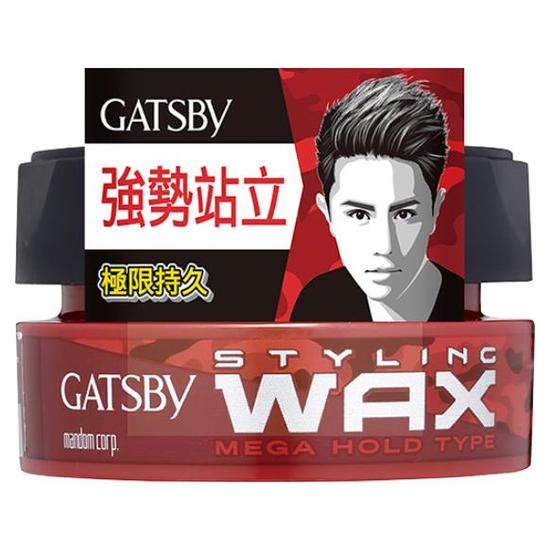 GATSBY
強勢站立
極限持久
GATSBY
mandom corp.
STYLING
WAX
MEGA HOLD TYPE